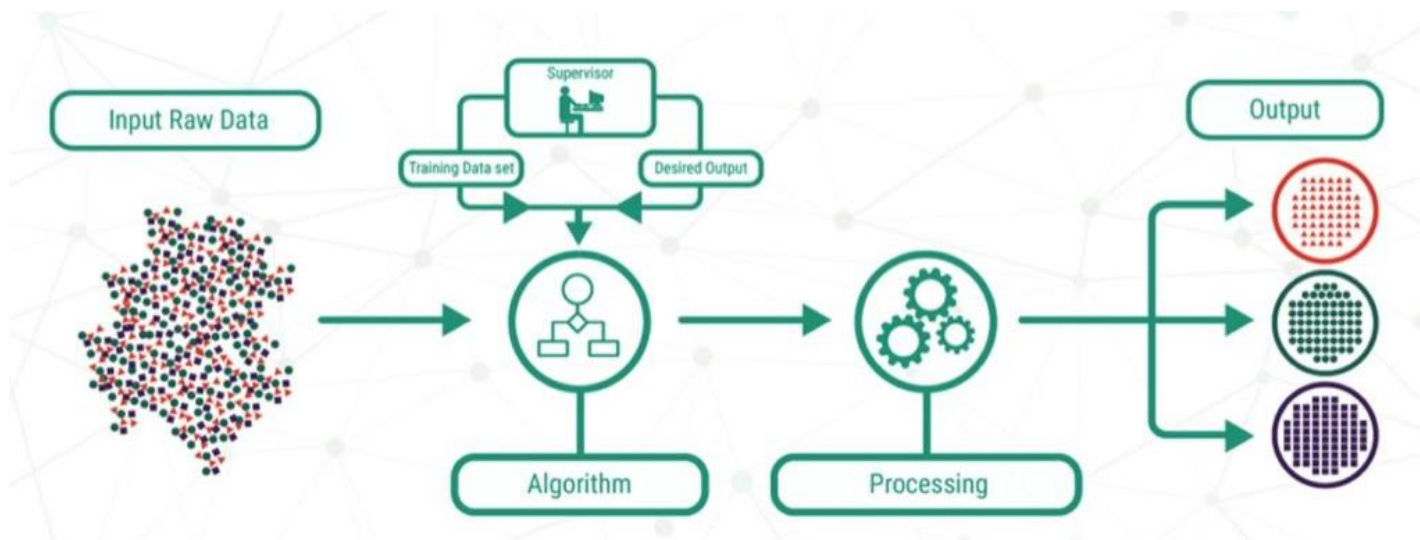 Input Raw Data
Supervisor
Training Data set
Desired Output
Algorithm
Processing
Output